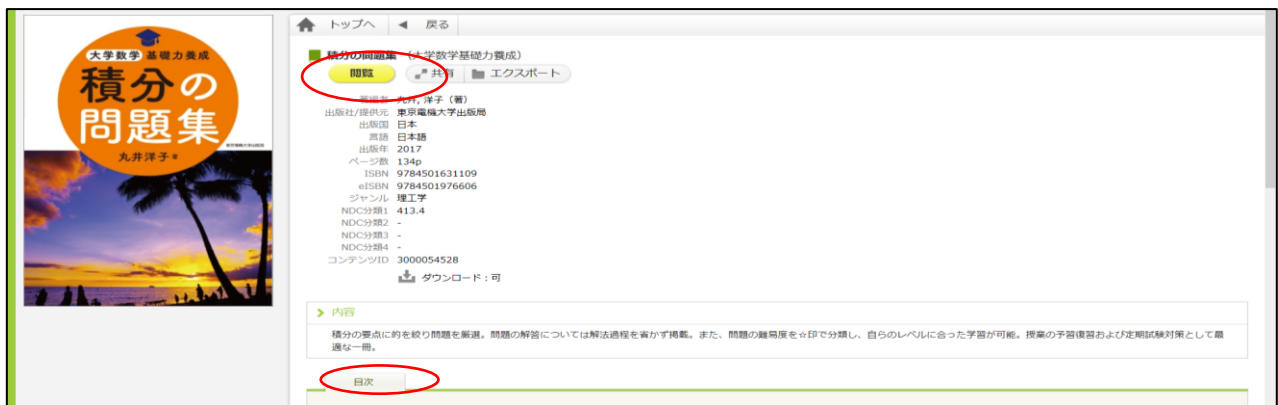 大学数学 基礎力養成
積分の
問題集
丸井洋子 著
トップへ ◀ 戻る
積分の問題集 (大学数学基礎力養成)
閲覧 共有 エクスポート
著編者 丸井, 洋子 (著)
出版社/提供元 東京電機大学出版局
出版国 日本
言語 日本語
出版年 2017
ページ数 134p
ISBN 9784501631109
eISBN 9784501976606
ジャンル 理工学
NDC分類1 413.4
NDC分類2 -
NDC分類3 -
NDC分類4 -
コンテンツID 3000054528
ダウンロード:可
内容
積分の要点に的を絞り問題を厳選。問題の解答については解法過程を省かず掲載。また、問題の難易度を☆印で分類し、自らのレベルに合った学習が可能。授業の予習復習および定期試験対策として最
適な一冊。
目次